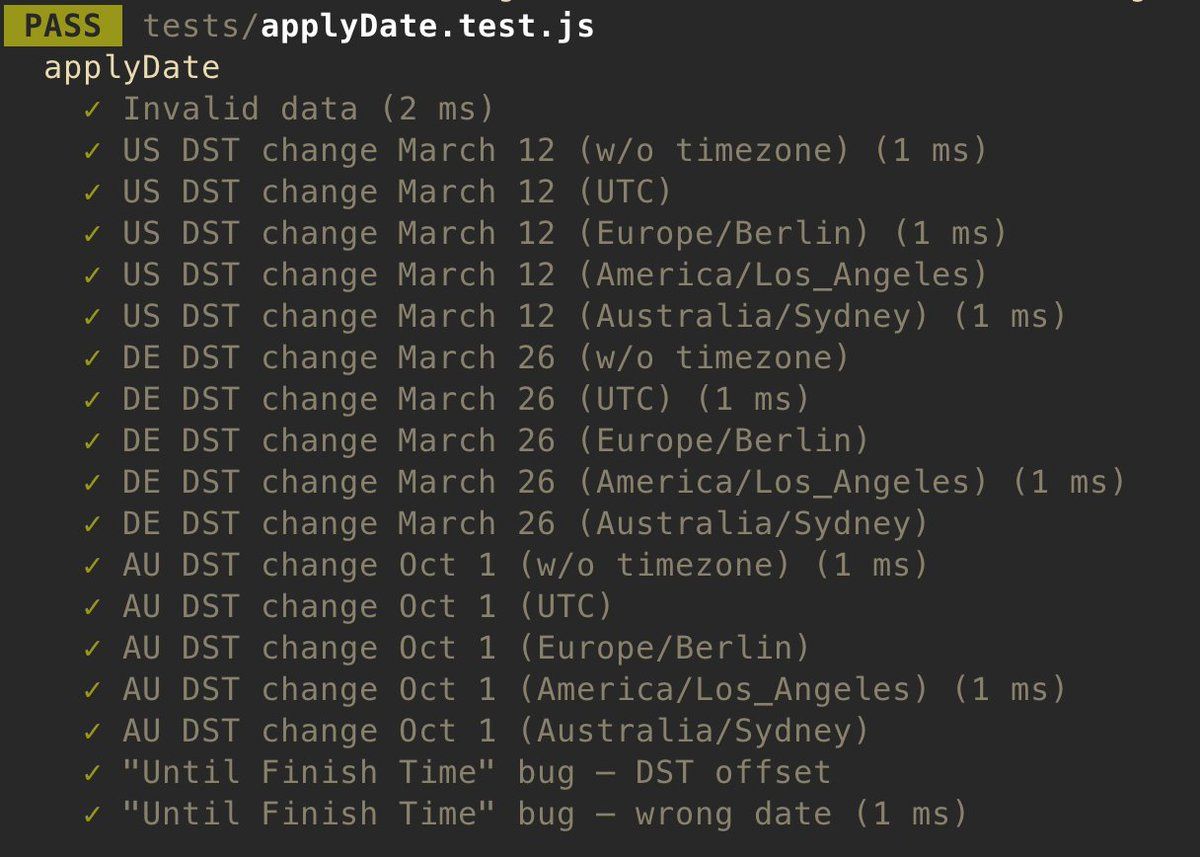 PASS tests/applyDate.test.js
applyDate
✓ Invalid data (2 ms)
✓ US DST change March 12 (w/o timezone) (1 ms)
✓ US DST change March 12 (UTC)
✓ US DST change March 12 (Europe/Berlin) (1 ms)
✓ US DST change March 12 (America/Los_Angeles)
✓ US DST change March 12 (Australia/Sydney) (1 ms)
✓ DE DST change March 26 (w/o timezone)
✓ DE DST change March 26 (UTC) (1 ms)
✓ DE DST change March 26 (Europe/Berlin)
✓ DE DST change March 26 (America/Los_Angeles) (1 ms)
✓ DE DST change March 26 (Australia/Sydney)
✓ AU DST change Oct 1 (w/o timezone) (1 ms)
✓ AU DST change Oct 1 (UTC)
✓ AU DST change Oct 1 (Europe/Berlin)
✓ AU DST change Oct 1 (America/Los_Angeles) (1 ms)
✓ AU DST change Oct 1 (Australia/Sydney)
✓ "Until Finish Time" bug – DST offset
✓ "Until Finish Time" bug – wrong date (1 ms)